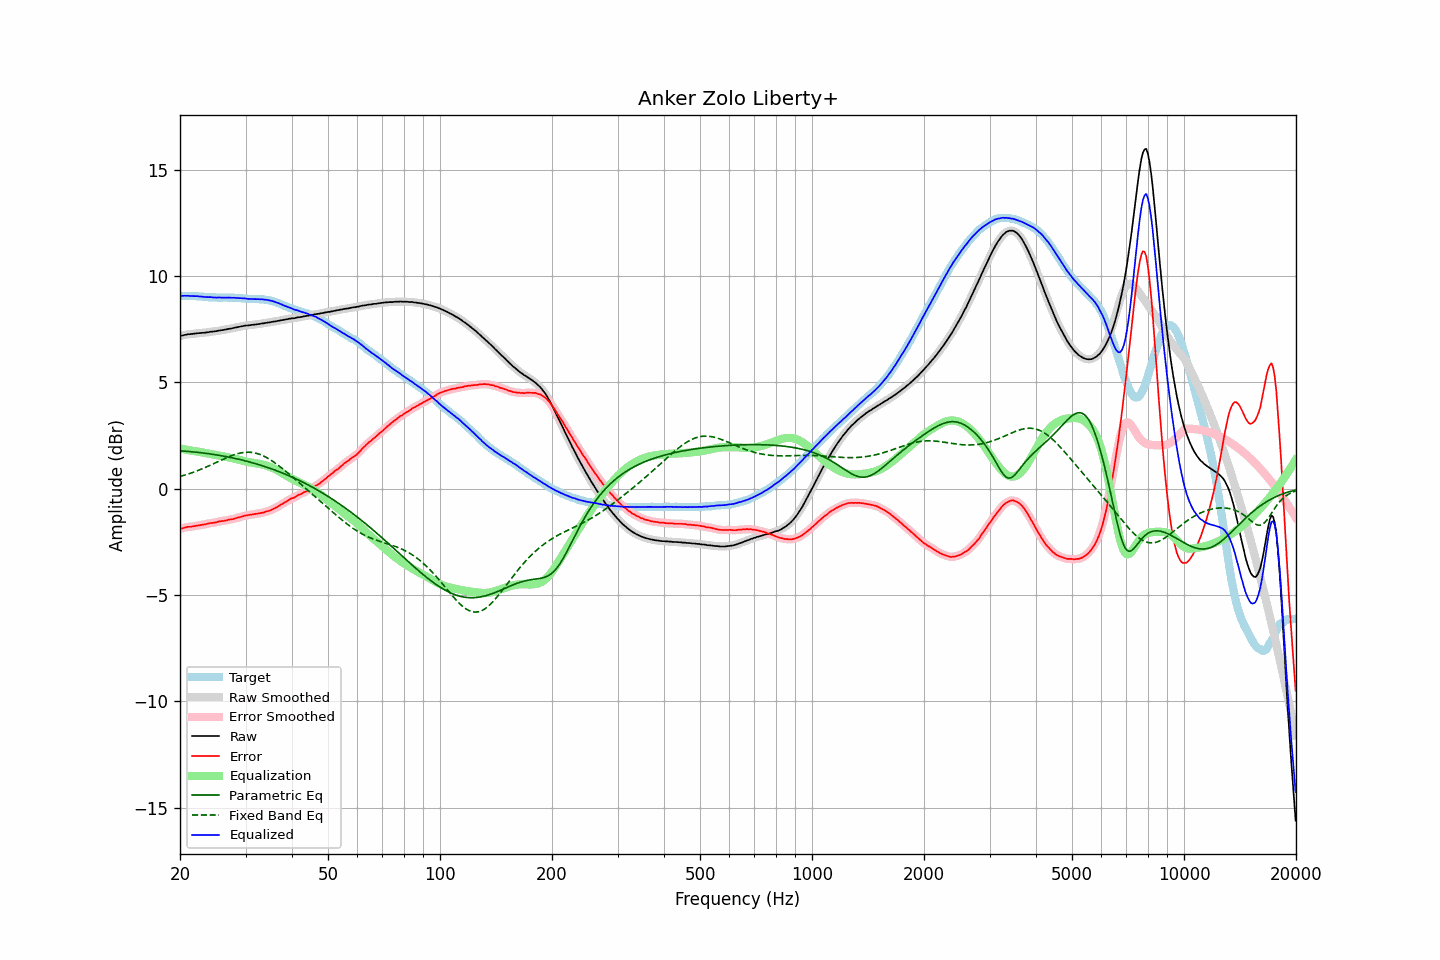 Anker Zolo Liberty+
Amplitude (dBr)
15
10
5
0
−5
−10
−15
Target
Raw Smoothed
Error Smoothed
Raw
Error
Equalization
Parametric Eq
Fixed Band Eq
Equalized
20 50 100 200 500 1000 2000 5000 10000 20000
Frequency (Hz)